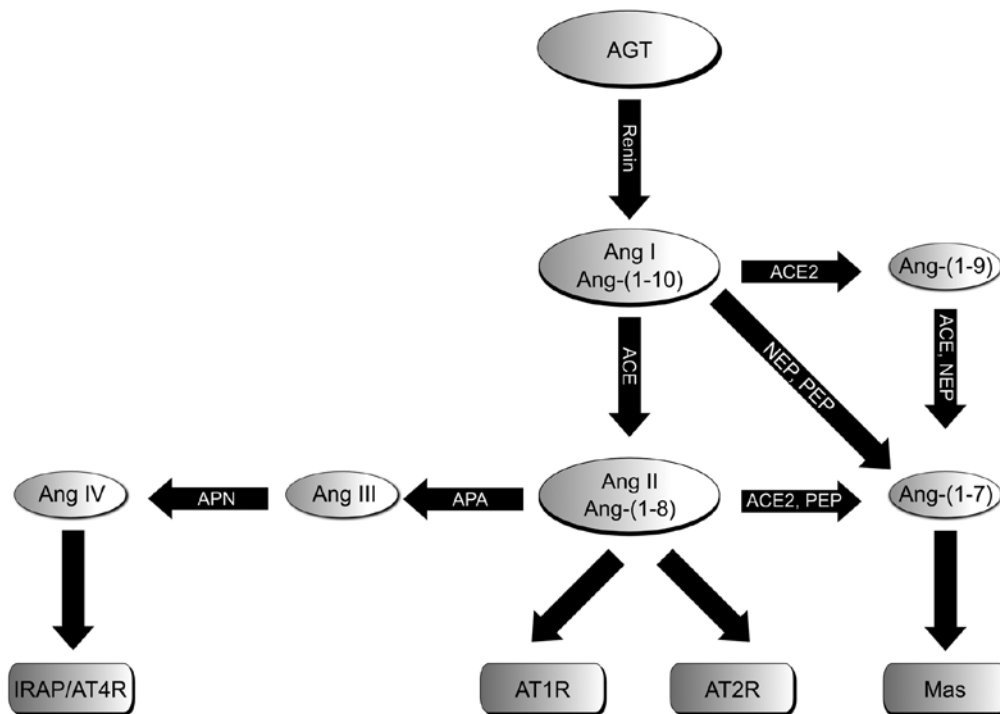 AGT
Renin
Ang I
Ang-(1-10)
ACE2
Ang-(1-9)
ACE
NEP, PEP
ACE, NEP
Ang IV
APN
Ang III
APA
Ang II
Ang-(1-8)
ACE2, PEP
Ang-(1-7)
IRAP/AT4R
AT1R
AT2R
Mas